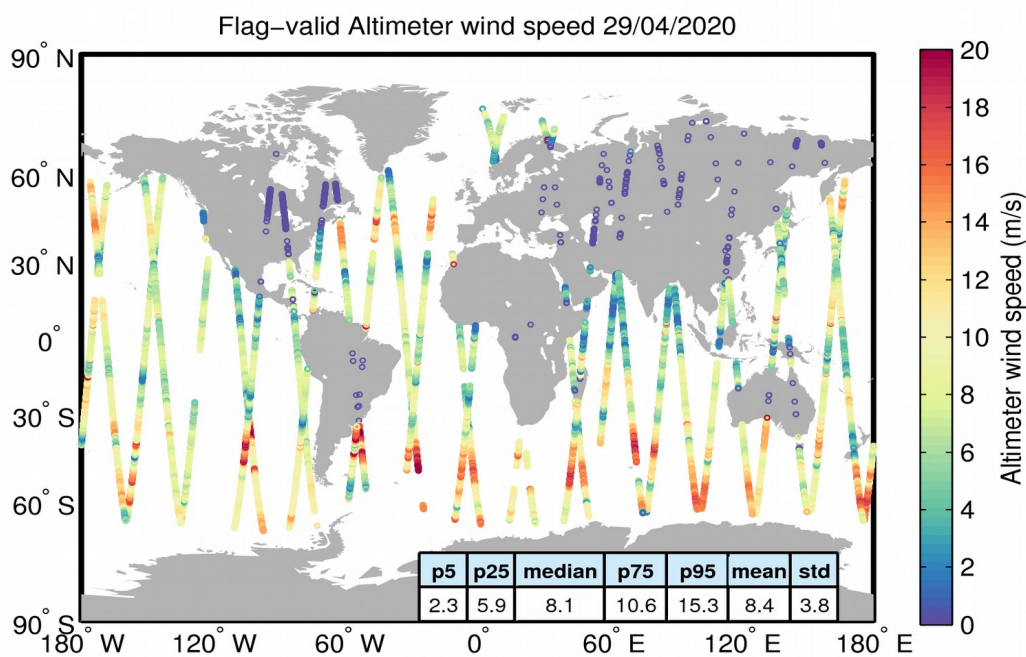 Flag−valid Altimeter wind speed 29/04/2020
90° N
60° N
30° N
0°
30° S
60° S
90° S
180° W
120° W
60° W
0°
60° E
120° E
180° E
p5 p25 median p75 p95 mean std
2.3 5.9 8.1 10.6 15.3 8.4 3.8
20
18
16
14
12
10
8
6
4
2
0
Altimeter wind speed (m/s)